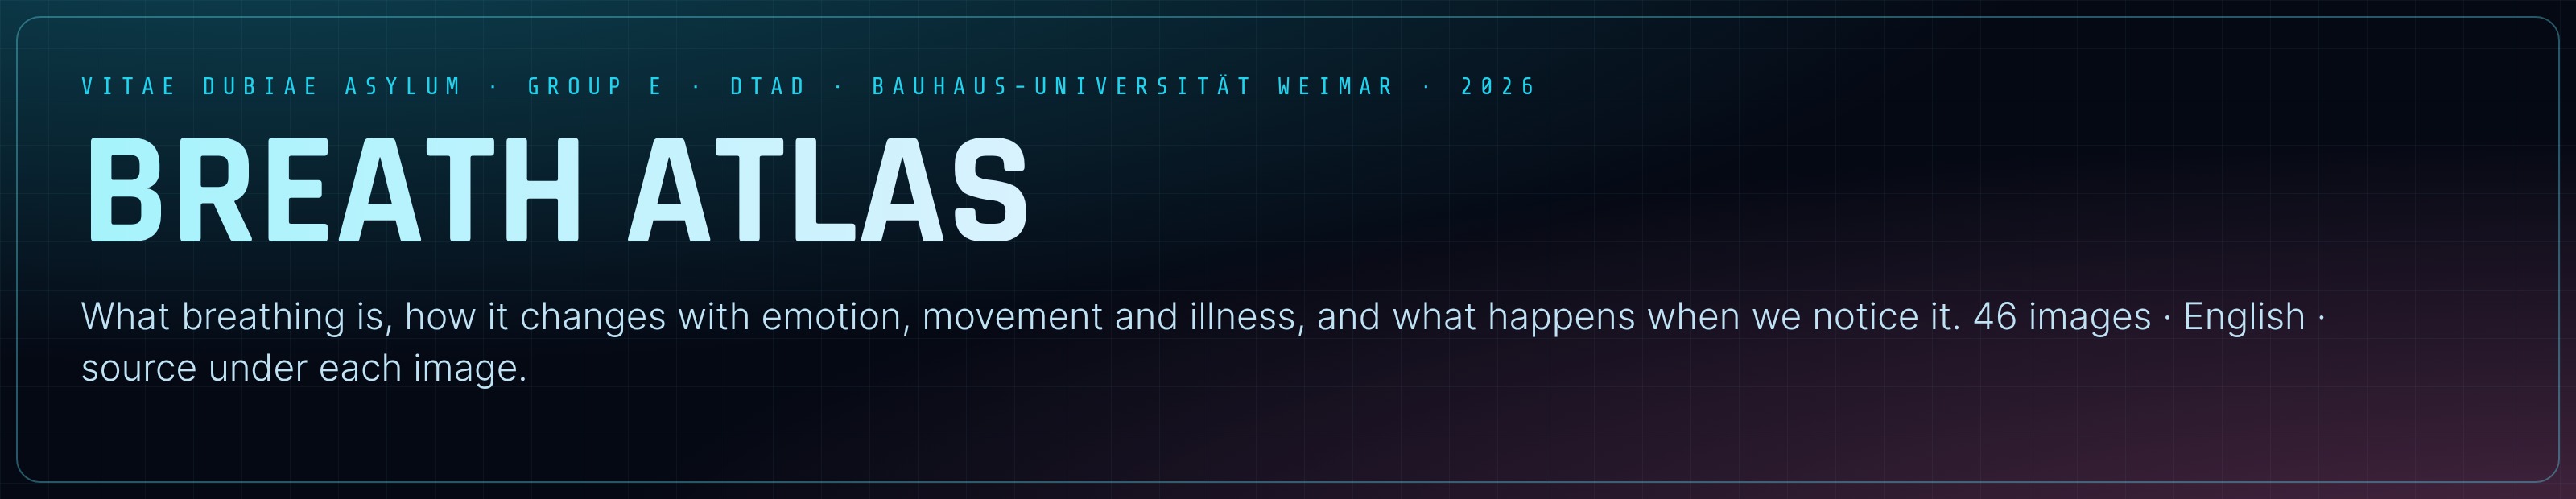 VITAE DUBIAE ASYLUM · GROUP E · DTAD · BAUHAUS-UNIVERSITÄT WEIMAR · 2026
BREATH ATLAS
What breathing is, how it changes with emotion, movement and illness, and what happens when we notice it. 46 images · English ·
source under each image.